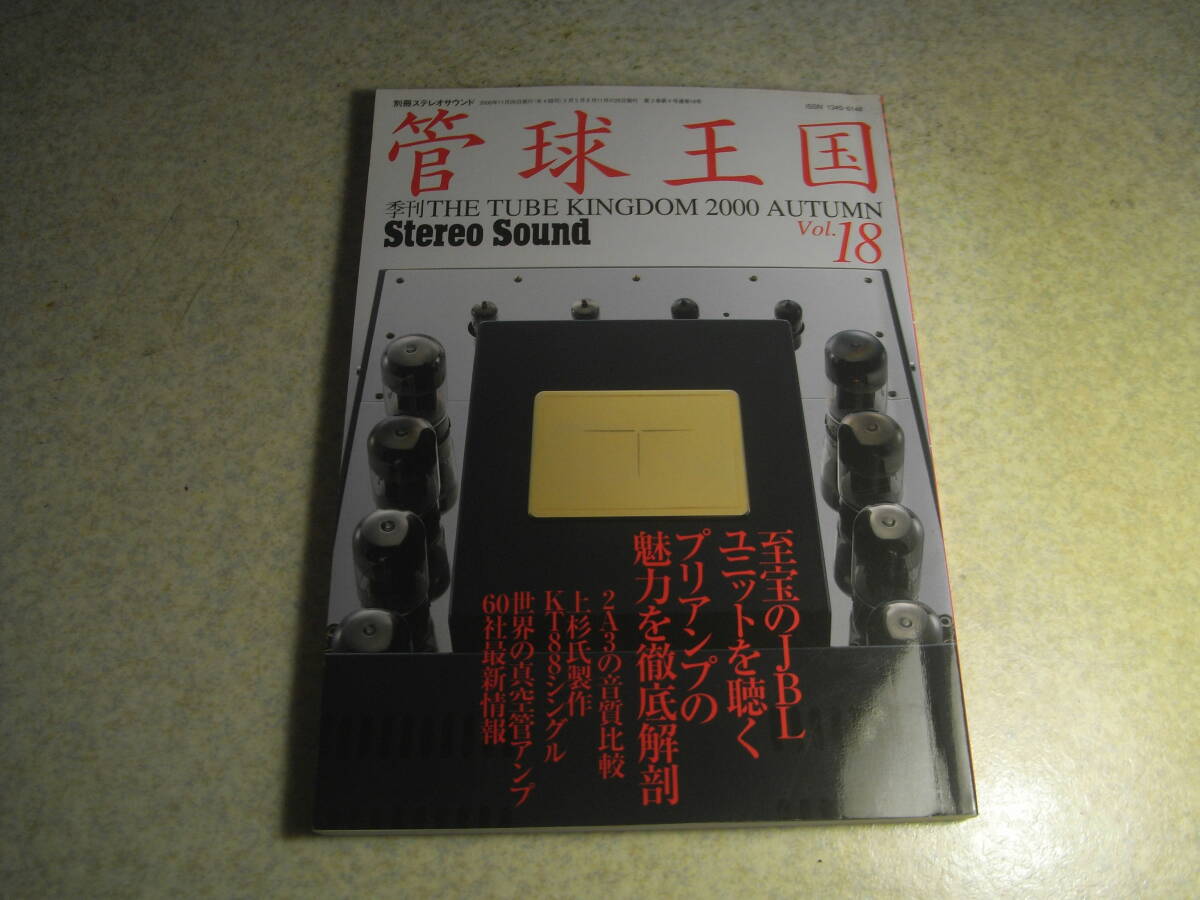 別冊ステレオサウンド
管球王国
季刊 THE TUBE KINGDOM 2000 AUTUMN
Stereo Sound
Vol.18
至宝のJBL
ユニットを聴く
プリアンプの
魅力を徹底解剖
2A3の音質比較
上杉氏製作
KT88シングル
世界の真空管アンプ
60社最新情報